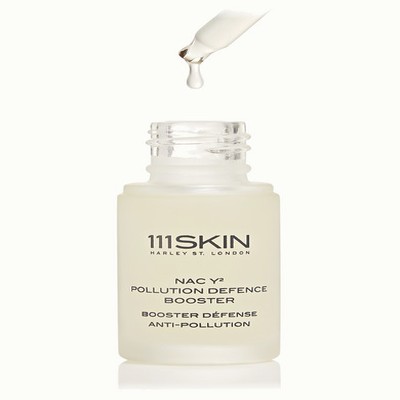 111SKIN
HARLEY ST. LONDON
NAC Y²
POLLUTION DEFENCE
BOOSTER
BOOSTER DÉFENSE
ANTI-POLLUTION